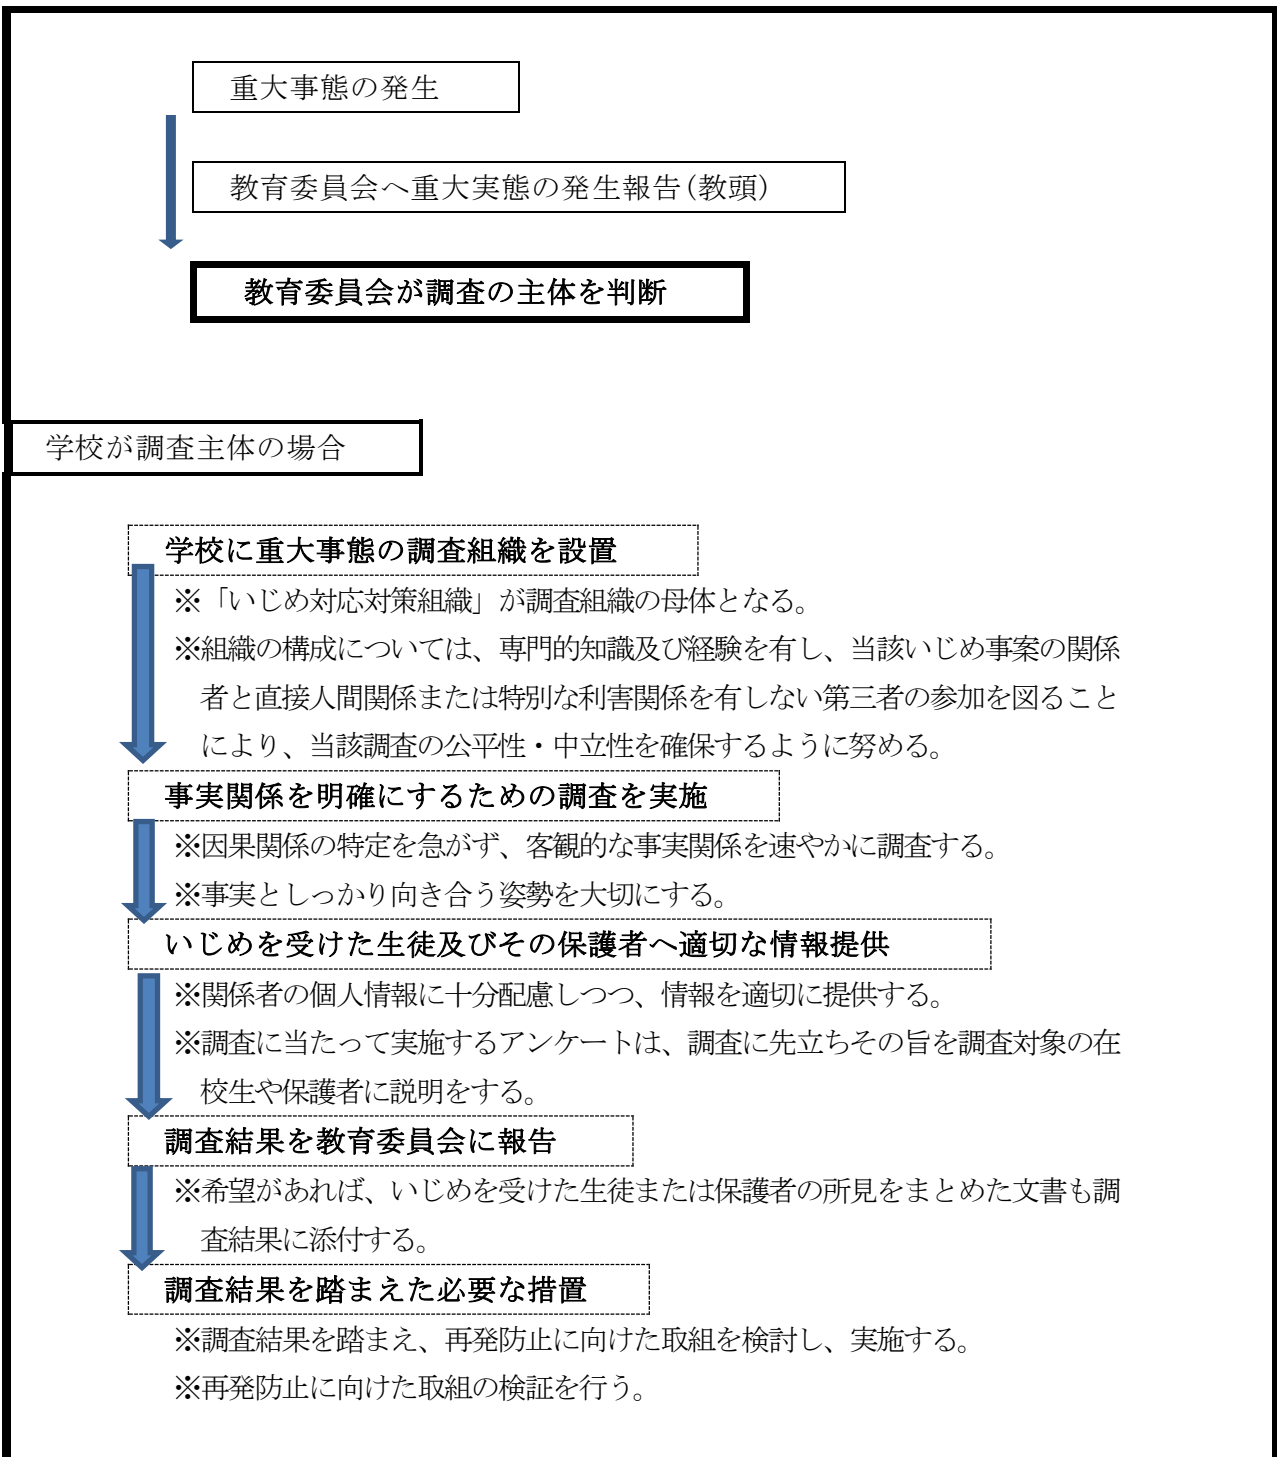 重大事態の発生
教育委員会へ重大実態の発生報告(教頭)
教育委員会が調査の主体を判断
学校が調査主体の場合
学校に重大事態の調査組織を設置
※「いじめ対応対策組織」が調査組織の母体となる。
※組織の構成については、専門的知識及び経験を有し、当該いじめ事案の関係
者と直接人間関係または特別な利害関係を有しない第三者の参加を図ること
により、当該調査の公平性・中立性を確保するように努める。
事実関係を明確にするための調査を実施
※因果関係の特定を急がず、客観的な事実関係を速やかに調査する。
※事実としっかり向き合う姿勢を大切にする。
いじめを受けた生徒及びその保護者へ適切な情報提供
※関係者の個人情報に十分配慮しつつ、情報を適切に提供する。
※調査に当たって実施するアンケートは、調査に先立ちその旨を調査対象の在
校生や保護者に説明をする。
調査結果を教育委員会に報告
※希望があれば、いじめを受けた生徒または保護者の所見をまとめた文書も調
査結果に添付する。
調査結果を踏まえた必要な措置
※調査結果を踏まえ、再発防止に向けた取組を検討し、実施する。
※再発防止に向けた取組の検証を行う。